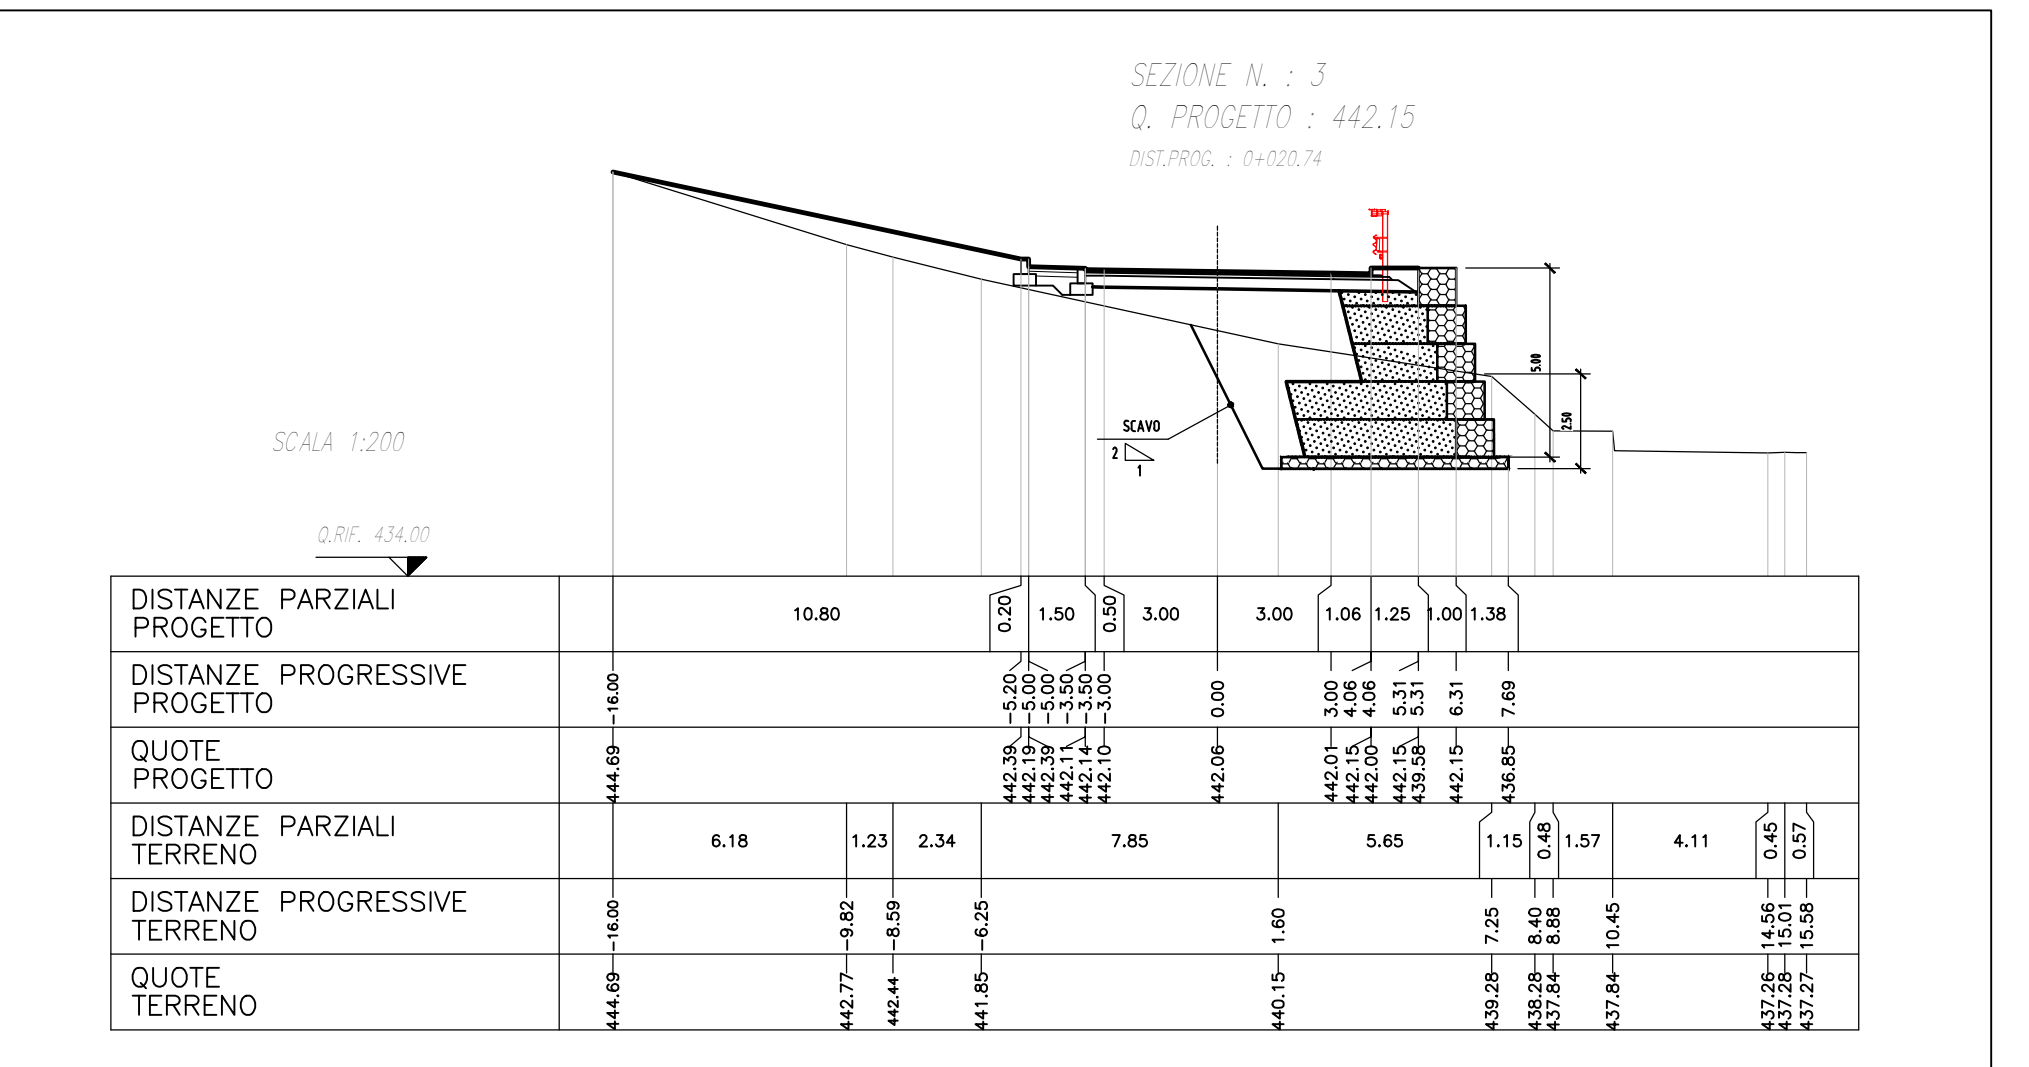 SEZIONE N. : 3
Q. PROGETTO : 442.15
DIST.PROG. : 0+020.74
5.00
2.50
SCAVO
2
1
SCALA 1:200
Q.RIF. 434.00
DISTANZE PARZIALI
PROGETTO
10.80 0.20 1.50 0.50 3.00 3.00 1.06 1.25 1.00 1.38
DISTANZE PROGRESSIVE
PROGETTO
-16.00 -5.20 -5.00 -5.00 -3.50 -3.50 -3.00 0.00 3.00 4.06 4.06 5.31 5.31 6.31 7.69
QUOTE
PROGETTO
444.69 442.39 442.19 442.39 442.11 442.14 442.10 442.06 442.01 442.15 442.00 442.15 439.58 442.15 436.85
DISTANZE PARZIALI
TERRENO
6.18 1.23 2.34 7.85 5.65 1.15 0.48 1.57 4.11 0.45 0.57
DISTANZE PROGRESSIVE
TERRENO
-16.00 -9.82 -8.59 -6.25 1.60 7.25 8.40 8.88 10.45 14.56 15.01 15.58
QUOTE
TERRENO
444.69 442.77 442.44 441.85 440.15 439.28 438.28 437.84 437.84 437.26 437.28 437.27